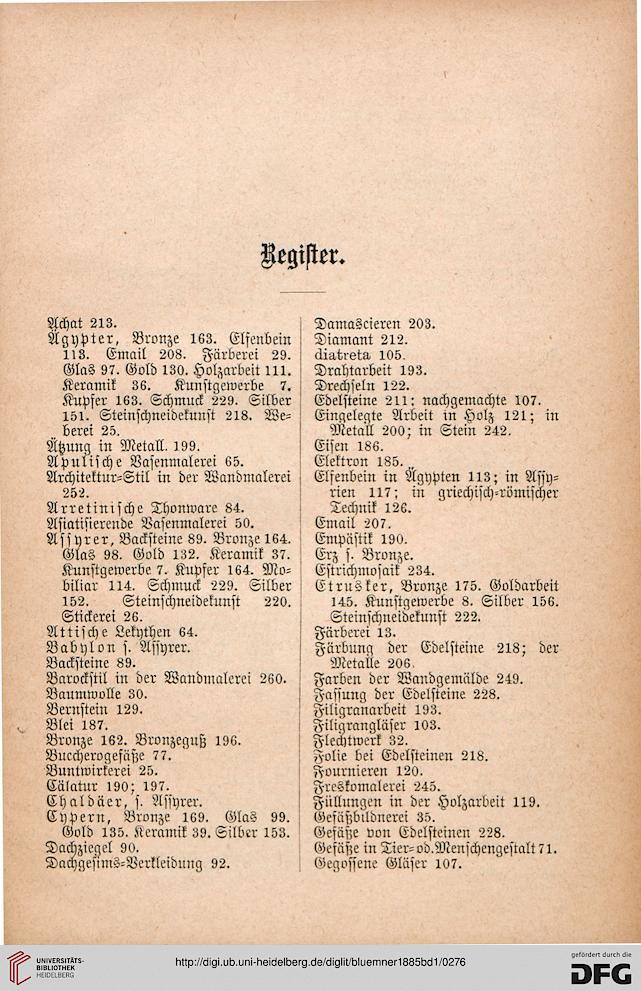 Register.
Achat 213.
Ägypter, Bronze 163. Elfenbein
113. Email 208. Färberei 29.
Glas 97. Gold 130. Holzarbeit 111.
Keramik 36. Kunstgewerbe 7.
Kupfer 163. Schmuck 229. Silber
151. Steinschneidekunst 218. We-
berei 25.
Ätzung in Metall. 199.
Apulische Vasenmalerei 65.
Architektur-Stil in der Wandmalerei
252.
Arretinische Thonware 84.
Asiatisierende Vasenmalerei 50.
Assyrer, Backsteine 89. Bronze 164.
Glas 98. Gold 132. Keramik 37.
Kunstgewerbe 7. Kupfer 164. Mo-
biliar 114. Schmuck 229. Silber
152. Steinschneidekunst 220.
Stickerei 26.
Attische Lekythen 64.
Babylon s. Assyrer.
Backsteine 89.
Barockstil in der Wandmalerei 260.
Baumwolle 30.
Bernstein 129.
Blei 187.
Bronze 162. Bronzeguß 196.
Buccherogefäße 77.
Buntwirkerei 25.
Cälatur 190; 197.
Chaldäer, s. Assyrer.
Cypern, Bronze 169. Glas 99.
Gold 135. Keramik 39. Silber 153.
Dachziegel 90.
Dachgesims-Verkleidung 92.
Damascieren 203.
Diamant 212.
diatreta 105.
Drahtarbeit 193.
Drechseln 122.
Edelsteine 211; nachgemachte 107.
Eingelegte Arbeit in Holz 121; in
Metall 200; in Stein 242.
Eisen 186.
Elektron 185.
Elfenbein in Ägypten 113; in Assy-
rien 117; in griechisch-römischer
Technik 126.
Email 207.
Empästik 190.
Erz s. Bronze.
Estrichmosaik 234.
Etrusker, Bronze 175. Goldarbeit
145. Kunstgewerbe 8. Silber 156.
Steinschneidekunst 222.
Färberei 13.
Färbung der Edelsteine 218; der
Metalle 206.
Farben der Wandgemälde 249.
Fassung der Edelsteine 228.
Filigranarbeit 193.
Filigrangläser 103.
Flechtwerk 32.
Folie bei Edelsteinen 218.
Fournieren 120.
Freskomalerei 245.
Füllungen in der Holzarbeit 119.
Gefäßbildnerei 35.
Gefäße von Edelsteinen 228.
Gefäße in Tier- od. Menschengestalt 71.
Gegossene Gläser 107.
UNIVERSITÄTS-
BIBLIOTHEK
HEIDELBERG
http://digi.ub.uni-heidelberg.de/diglit/bluemner1885bd1/0276
gefördert durch die
DFG